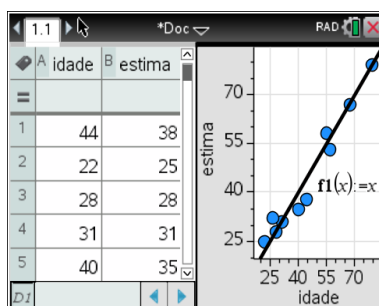 1.1 *Doc RAD
A idade B estima
=
1 44 38
2 22 25
3 28 28
4 31 31
5 40 35
D1
estima
70
55
40
25
f1(x):=x
25 40 55 70
idade